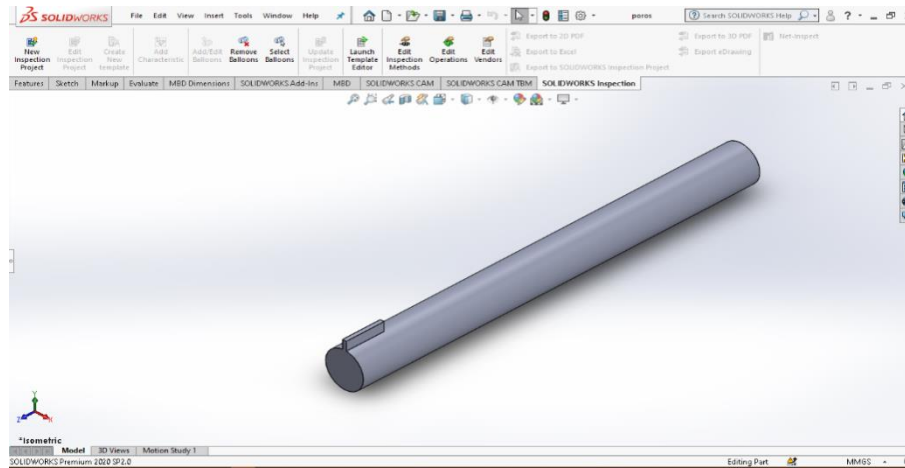 SOLIDWORKS File Edit View Insert Tools Window Help poros Search SOLIDWORKS Help
New Inspection Project
Edit Inspection Project
Create New template
Add Characteristic
Add/Edit Balloons
Remove Balloons
Select Balloons
Update Inspection Project
Launch Template Editor
Edit Inspection Methods
Edit Operations
Edit Vendors
Export to 2D PDF
Export to Excel
Export to SOLIDWORKS Inspection Project
Export to 3D PDF
Export eDrawing
Net-Inspect
Features Sketch Markup Evaluate MBD Dimensions SOLIDWORKS Add-Ins MBD SOLIDWORKS CAM SOLIDWORKS CAM TBM SOLIDWORKS Inspection
Y
Z
X
*Isometric
Model 3D Views Motion Study 1
SOLIDWORKS Premium 2020 SP2.0 Editing Part MMGS